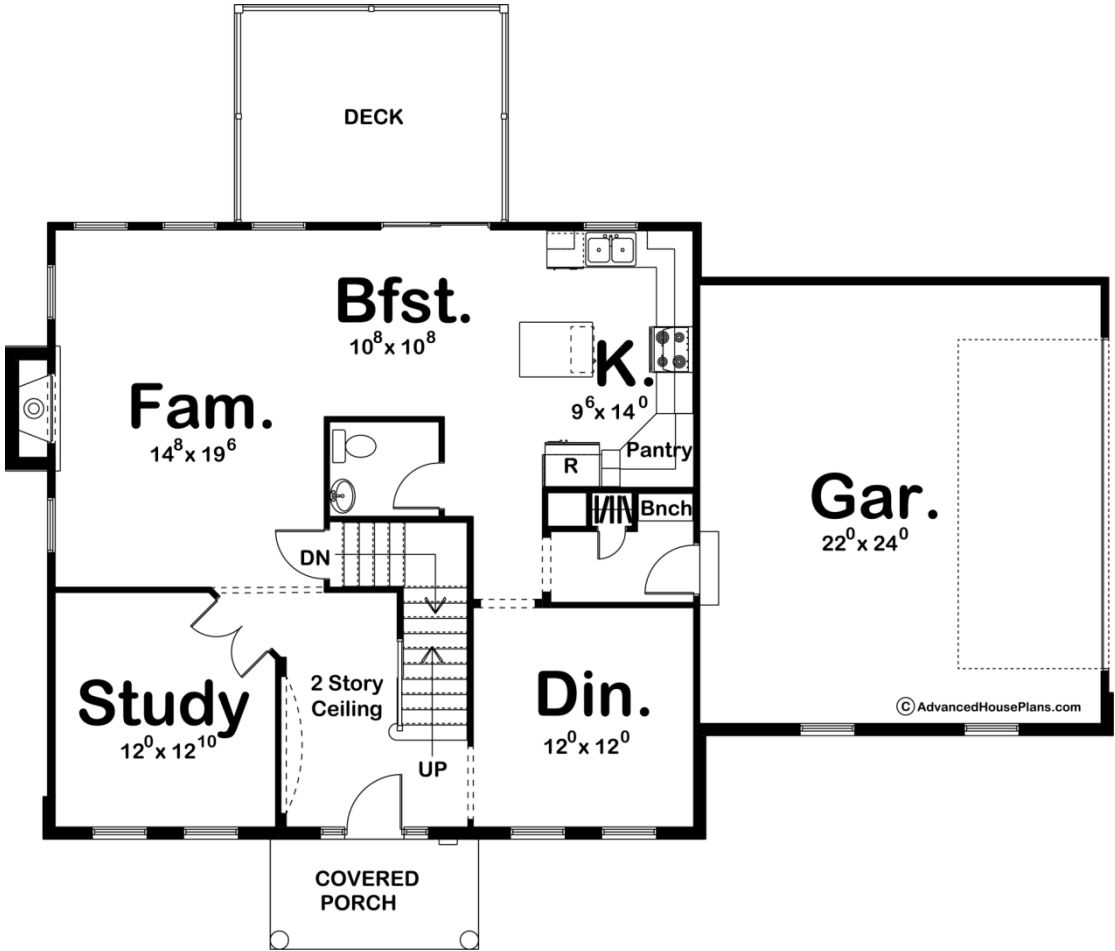 DECK
Bfst.
10⁸ x 10⁸
K.
9⁶ x 14⁰
Fam.
14⁸ x 19⁶
Pantry
R
Bnch
Gar.
22⁰ x 24⁰
DN
2 Story
Ceiling
Study
12⁰ x 12¹⁰
Din.
12⁰ x 12⁰
UP
© AdvancedHousePlans.com
COVERED
PORCH